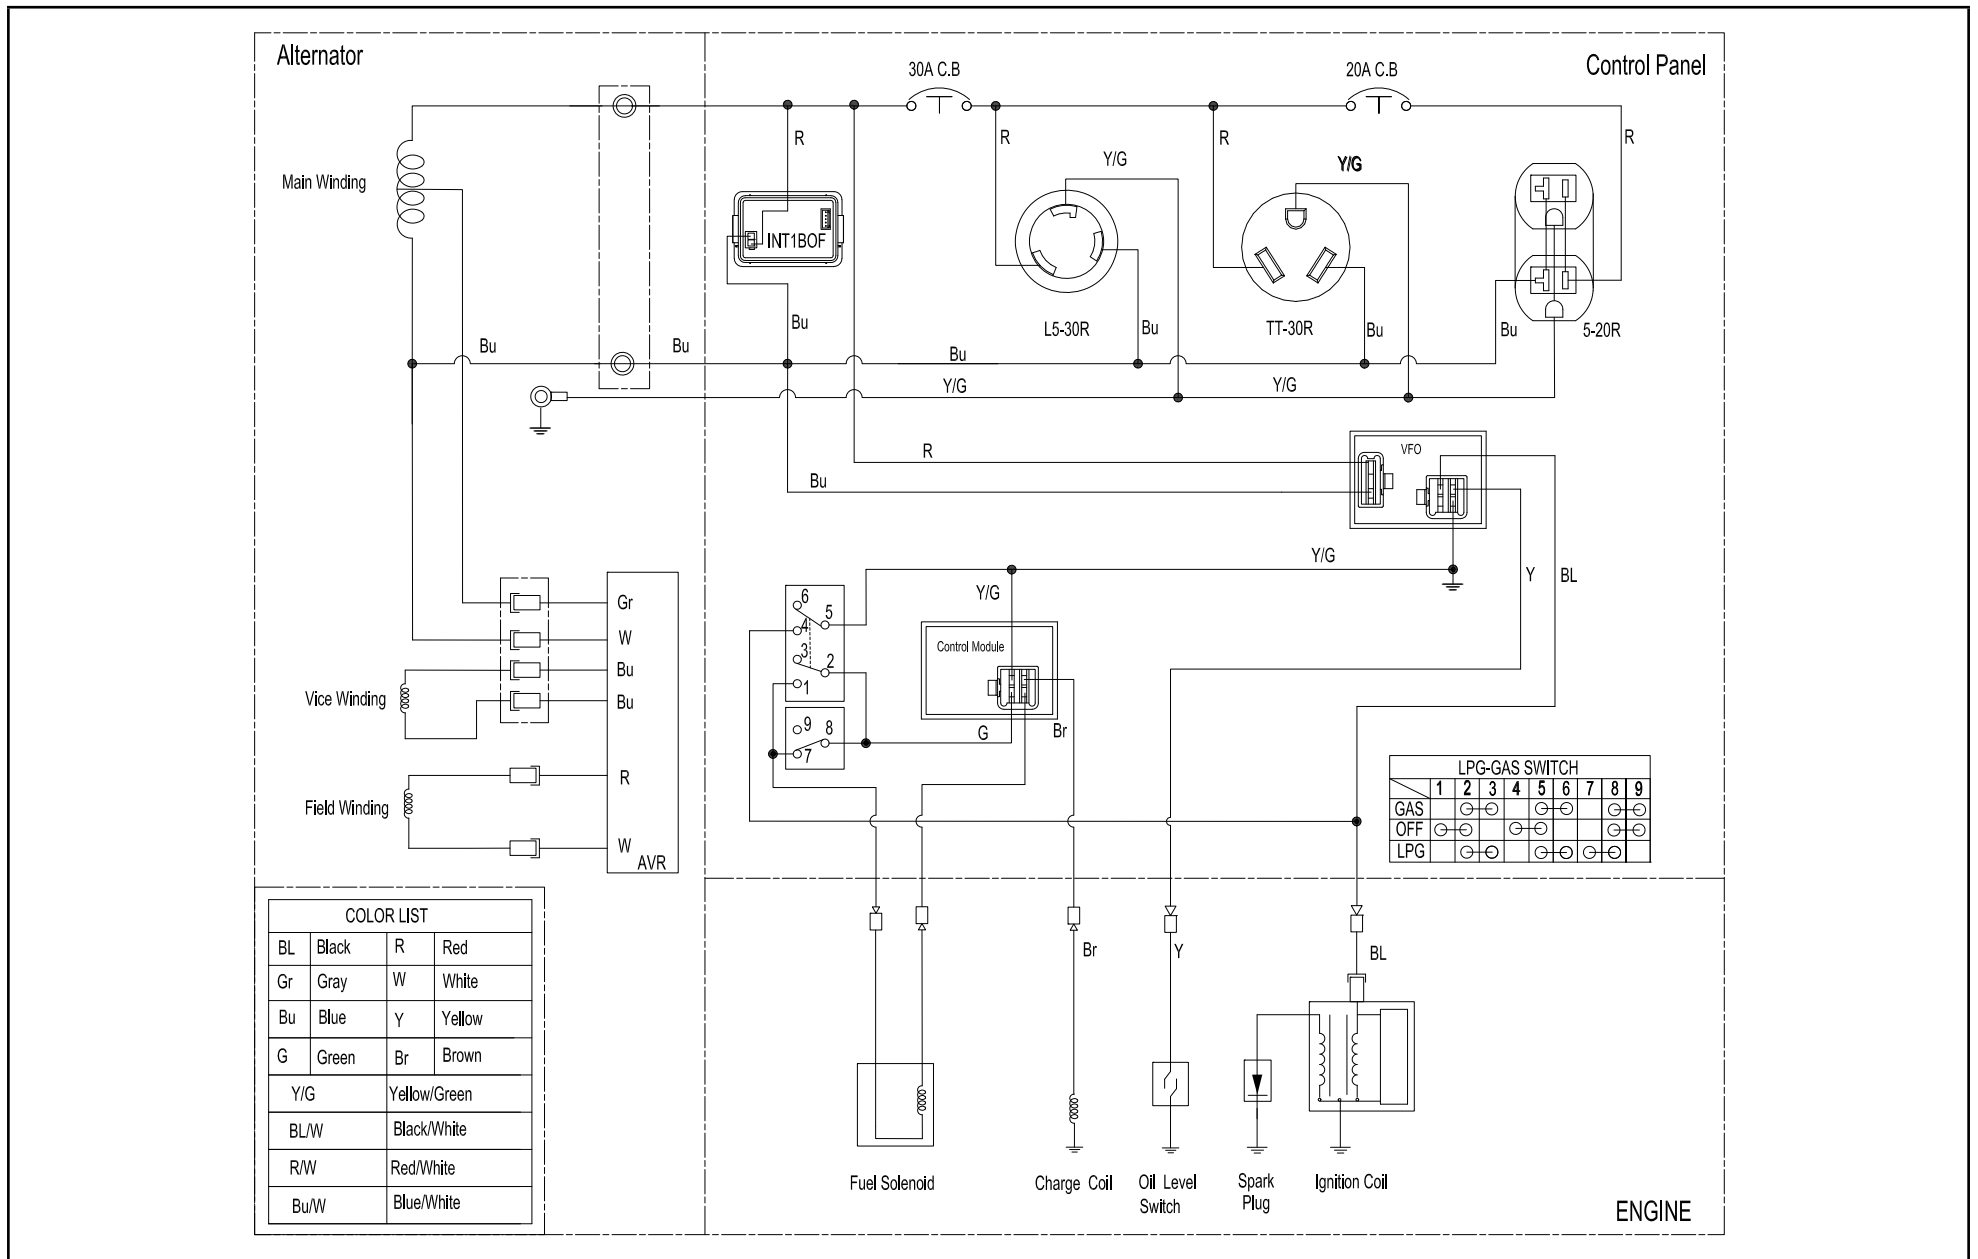 Alternator
Control Panel
30A C.B
20A C.B
R
R
R
R
Y/G
Y/G
Main Winding
INT1BOF
L5-30R
TT-30R
5-20R
Bu
Bu
Bu
Bu
Bu
Bu
Bu
Y/G
Y/G
R
Bu
VFO
Y/G
Y/G
Y
BL
6
5
4
3
2
1
9
8
7
Control Module
G
Br
Gr
W
Bu
Bu
R
W
AVR
Vice Winding
Field Winding
LPG-GAS SWITCH
1 2 3 4 5 6 7 8 9
GAS
OFF
LPG
COLOR LIST
BL Black R Red
Gr Gray W White
Bu Blue Y Yellow
G Green Br Brown
Y/G Yellow/Green
BL/W Black/White
R/W Red/White
Bu/W Blue/White
Br
Y
BL
Fuel Solenoid
Charge Coil
Oil Level
Switch
Spark
Plug
Ignition Coil
ENGINE